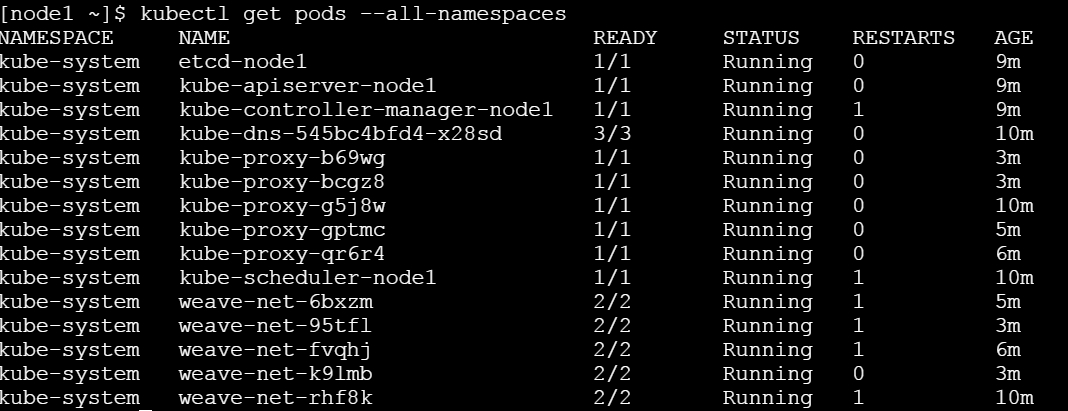 [node1 ~]$ kubectl get pods --all-namespaces
NAMESPACE NAME READY STATUS RESTARTS AGE
kube-system etcd-node1 1/1 Running 0 9m
kube-system kube-apiserver-node1 1/1 Running 0 9m
kube-system kube-controller-manager-node1 1/1 Running 1 9m
kube-system kube-dns-545bc4bfd4-x28sd 3/3 Running 0 10m
kube-system kube-proxy-b69wg 1/1 Running 0 3m
kube-system kube-proxy-bcgz8 1/1 Running 0 3m
kube-system kube-proxy-g5j8w 1/1 Running 0 10m
kube-system kube-proxy-gptmc 1/1 Running 0 5m
kube-system kube-proxy-qr6r4 1/1 Running 0 6m
kube-system kube-scheduler-node1 1/1 Running 1 10m
kube-system weave-net-6bxzm 2/2 Running 1 5m
kube-system weave-net-95tfl 2/2 Running 1 3m
kube-system weave-net-fvqhj 2/2 Running 1 6m
kube-system weave-net-k9lmb 2/2 Running 0 3m
kube-system weave-net-rhf8k 2/2 Running 1 10m